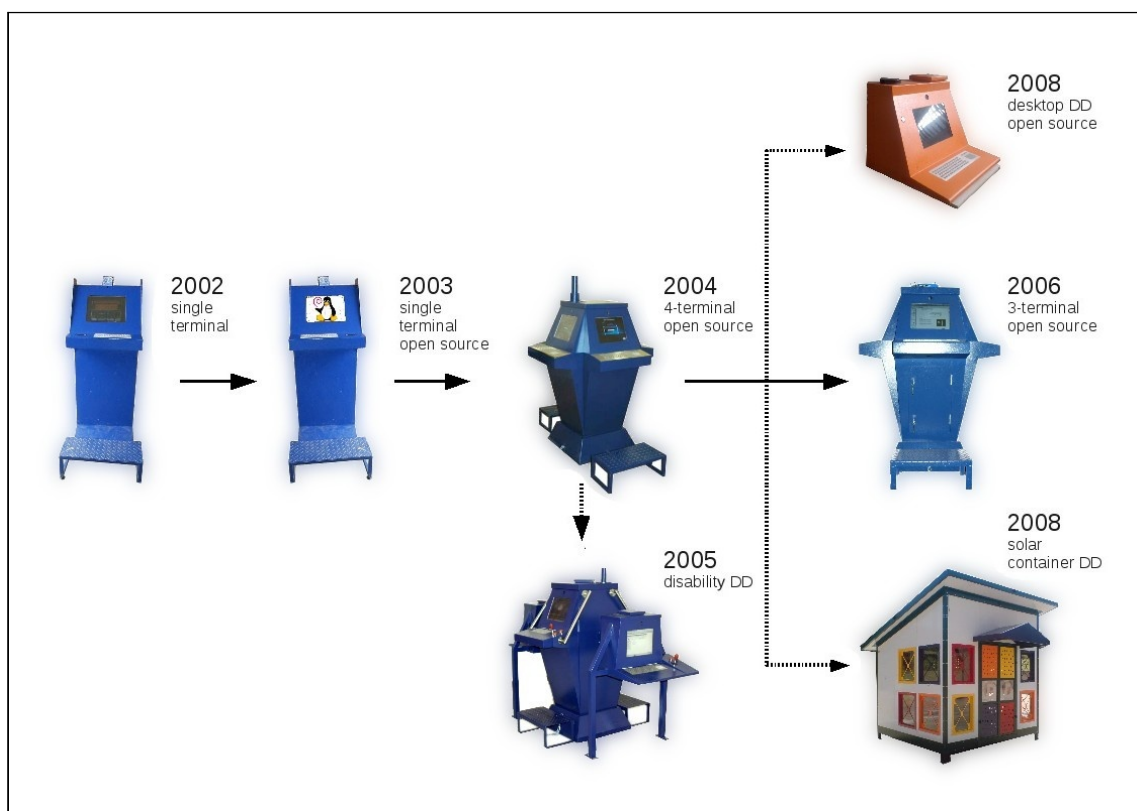 2008
desktop DD
open source
2002
single
terminal
2003
single
terminal
open source
2004
4-terminal
open source
2006
3-terminal
open source
2005
disability DD
2008
solar
container DD